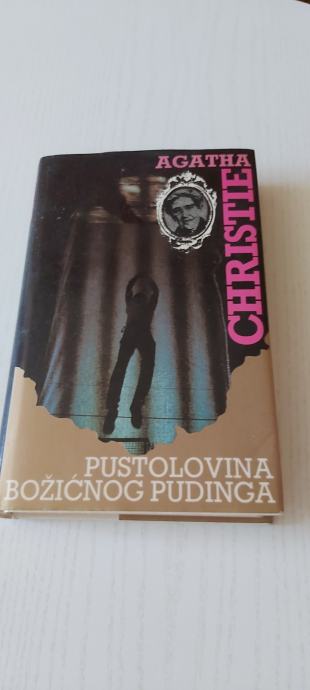 AGATHA
CHRISTIE
PUSTOLOVINA
BOŽIĆNOG PUDINGA